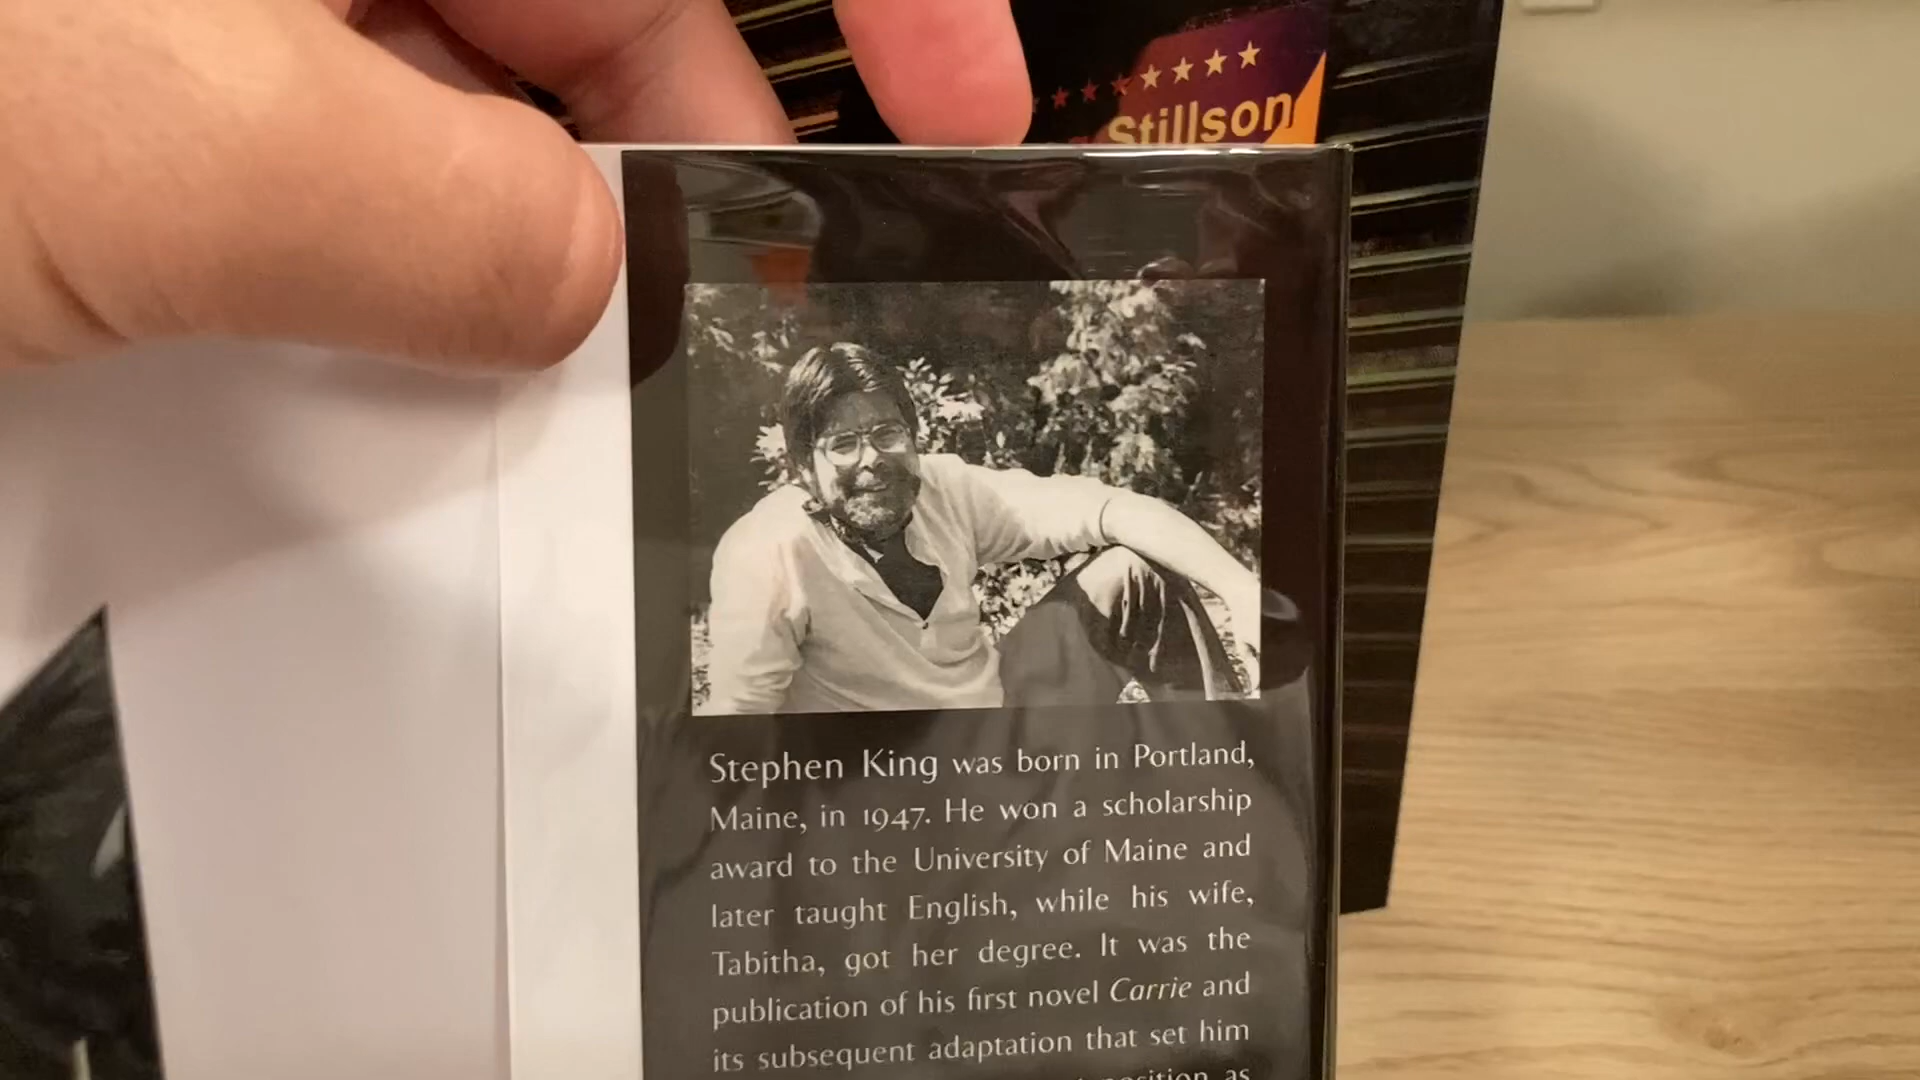 Stillson
Stephen King was born in Portland,
Maine, in 1947. He won a scholarship
award to the University of Maine and
later taught English, while his wife,
Tabitha, got her degree. It was the
publication of his first novel Carrie and
its subsequent adaptation that set him
position as